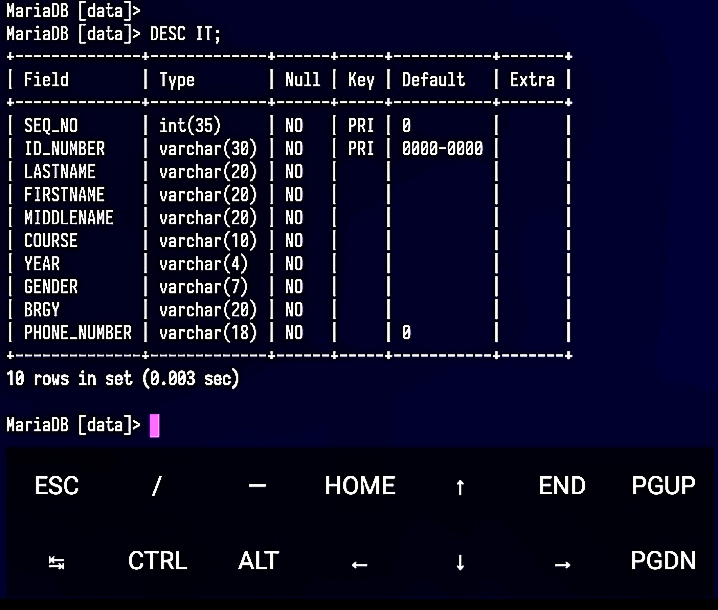 MariaDB [data]>
MariaDB [data]> DESC IT;
+--------------+-------------+------+-----+-----------+-------+
| Field        | Type        | Null | Key | Default   | Extra |
+--------------+-------------+------+-----+-----------+-------+
| SEQ_NO       | int(35)     | NO   | PRI | 0         |       |
| ID_NUMBER    | varchar(30) | NO   | PRI | 0000-0000 |       |
| LASTNAME     | varchar(20) | NO   |     |           |       |
| FIRSTNAME    | varchar(20) | NO   |     |           |       |
| MIDDLENAME   | varchar(20) | NO   |     |           |       |
| COURSE       | varchar(10) | NO   |     |           |       |
| YEAR         | varchar(4)  | NO   |     |           |       |
| GENDER       | varchar(7)  | NO   |     |           |       |
| BRGY         | varchar(20) | NO   |     |           |       |
| PHONE_NUMBER | varchar(18) | NO   |     | 0         |       |
+--------------+-------------+------+-----+-----------+-------+
10 rows in set (0.003 sec)
MariaDB [data]>
ESC / — HOME ↑ END PGUP
↹ CTRL ALT ← ↓ → PGDN